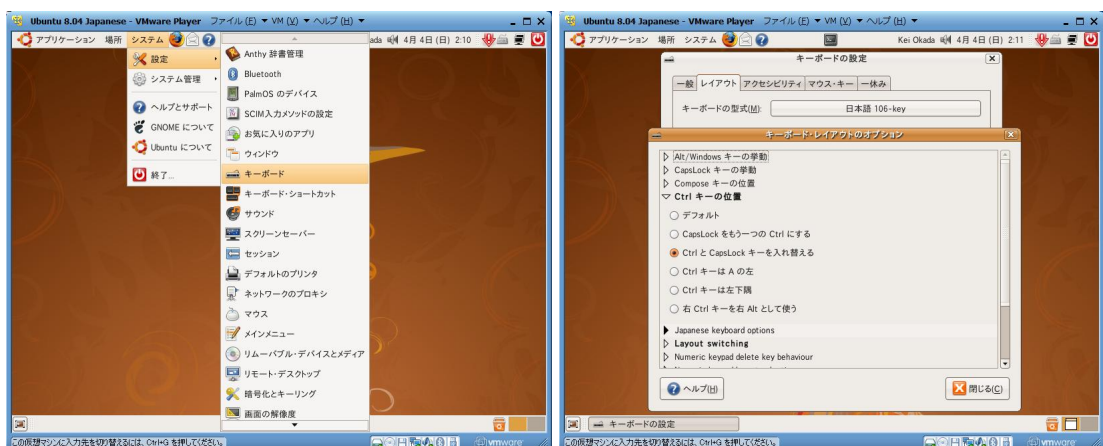 Ubuntu 8.04 Japanese - VMware Player ファイル(E) ▼ VM (V) ▼ ヘルプ(H) ▼
アプリケーション 場所 システム
ada 4月 4日 (日) 2:10
設定
システム管理
ヘルプとサポート
GNOME について
Ubuntu について
終了...
Anthy 辞書管理
Bluetooth
PalmOS のデバイス
SCIM入力メソッドの設定
お気に入りのアプリ
ウィンドウ
キーボード
キーボード・ショートカット
サウンド
スクリーンセーバー
セッション
デフォルトのプリンタ
ネットワークのプロキシ
マウス
メインメニュー
リムーバブル・デバイスとメディア
リモート・デスクトップ
暗号化とキーリング
画面の解像度
この仮想マシンに入力先を切り替えるには、Ctrl+G を押してください。
vmware
Ubuntu 8.04 Japanese - VMware Player ファイル(E) ▼ VM (V) ▼ ヘルプ(H) ▼
アプリケーション 場所 システム
Kei Okada 4月 4日 (日) 2:11
キーボードの設定
一般 レイアウト アクセシビリティ マウス・キー 一休み
キーボードの型式(M): 日本語 106-key
キーボード・レイアウトのオプション
Alt/Windows キーの挙動
CapsLock キーの挙動
Compose キーの位置
Ctrl キーの位置
デフォルト
CapsLock をもう一つの Ctrl にする
Ctrl と CapsLock キーを入れ替える
Ctrl キーは A の左
Ctrl キーは左下隅
右 Ctrl キーを右 Alt として使う
Japanese keyboard options
Layout switching
Numeric keypad delete key behaviour
ヘルプ(H)
閉じる(C)
キーボードの設定
この仮想マシンに入力先を切り替えるには、Ctrl+G を押してください。
vmware